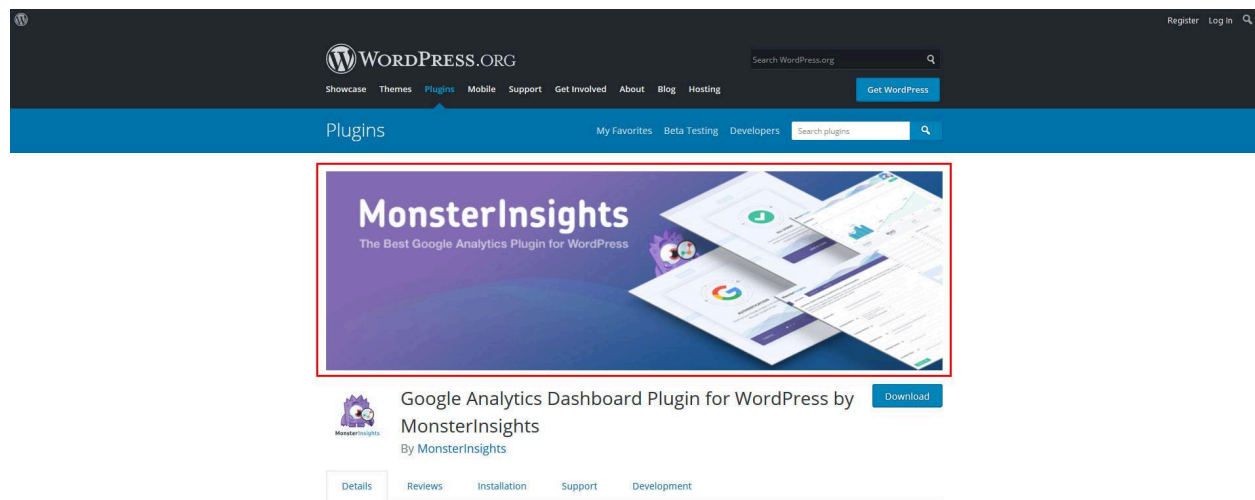 Register Log In
WORDPRESS.ORG
Search WordPress.org
Showcase Themes Plugins Mobile Support Get Involved About Blog Hosting
Get WordPress
Plugins
My Favorites Beta Testing Developers
Search plugins
MonsterInsights
The Best Google Analytics Plugin for WordPress
AUTHENTICATION
Google Analytics Dashboard Plugin for WordPress by
MonsterInsights
Download
MonsterInsights
By MonsterInsights
Details Reviews Installation Support Development